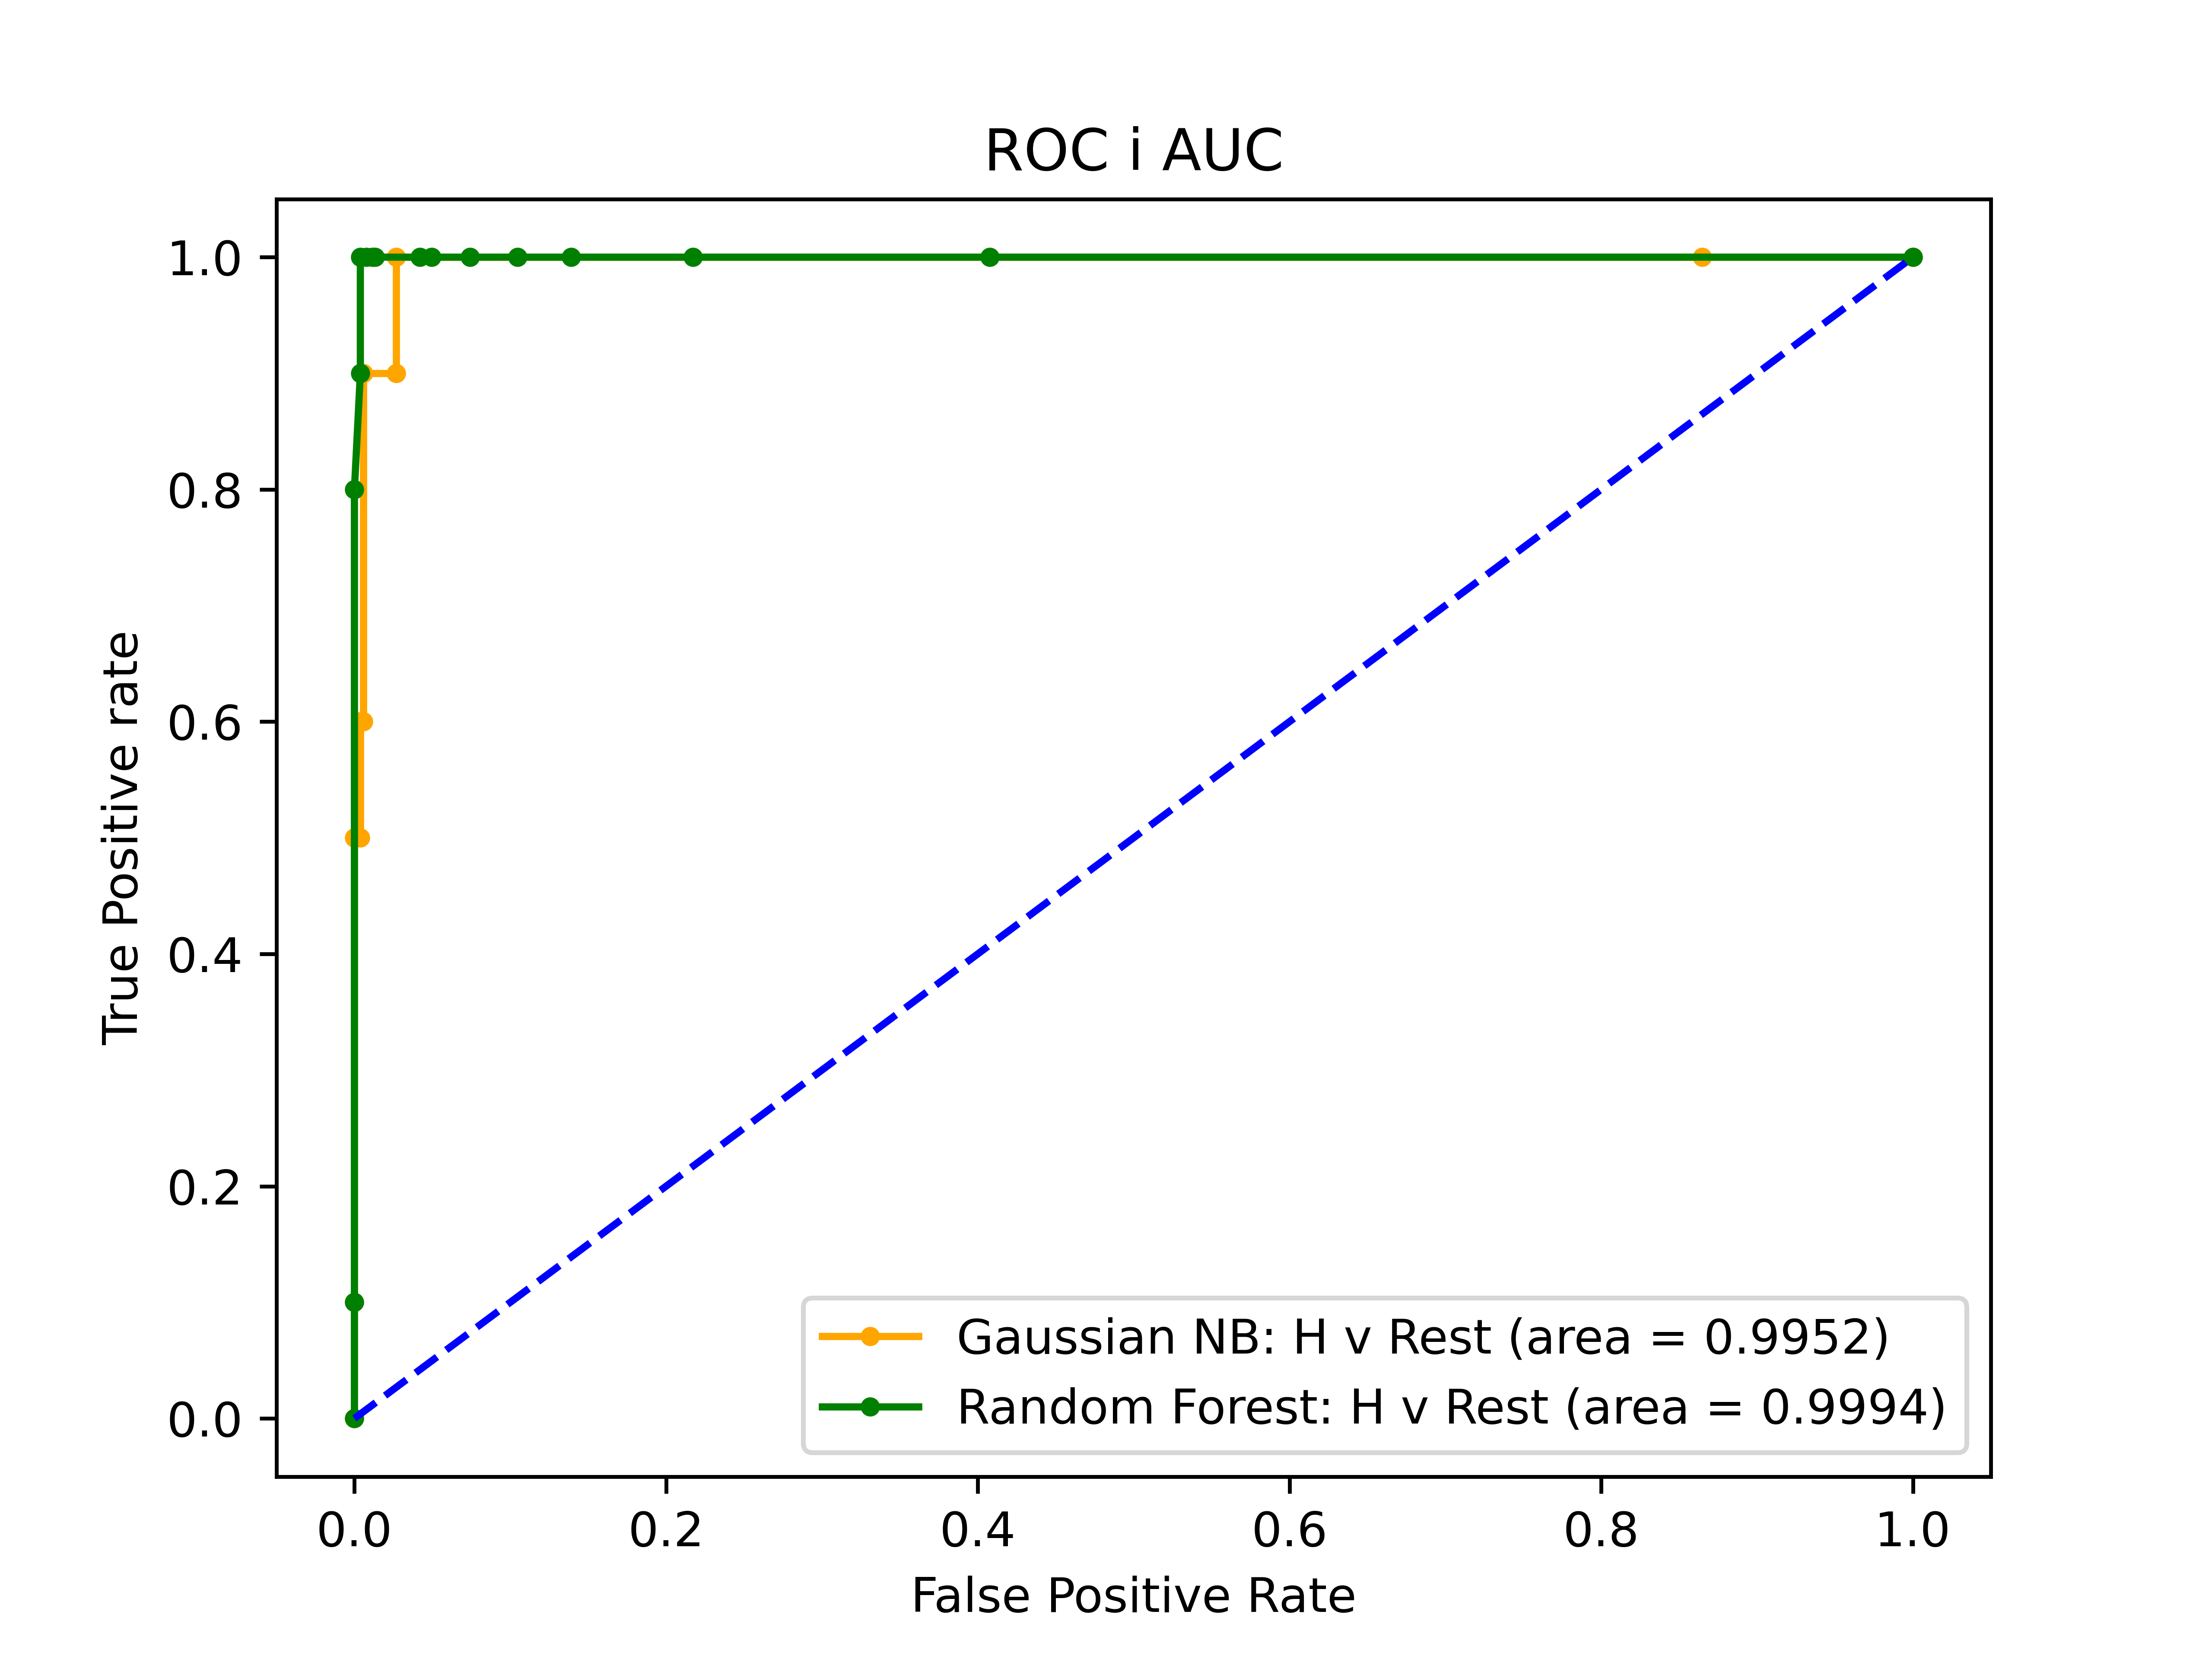 ROC i AUC
True Positive rate
1.0
0.8
0.6
0.4
0.2
0.0
Gaussian NB: H v Rest (area = 0.9952)
Random Forest: H v Rest (area = 0.9994)
0.0 0.2 0.4 0.6 0.8 1.0
False Positive Rate